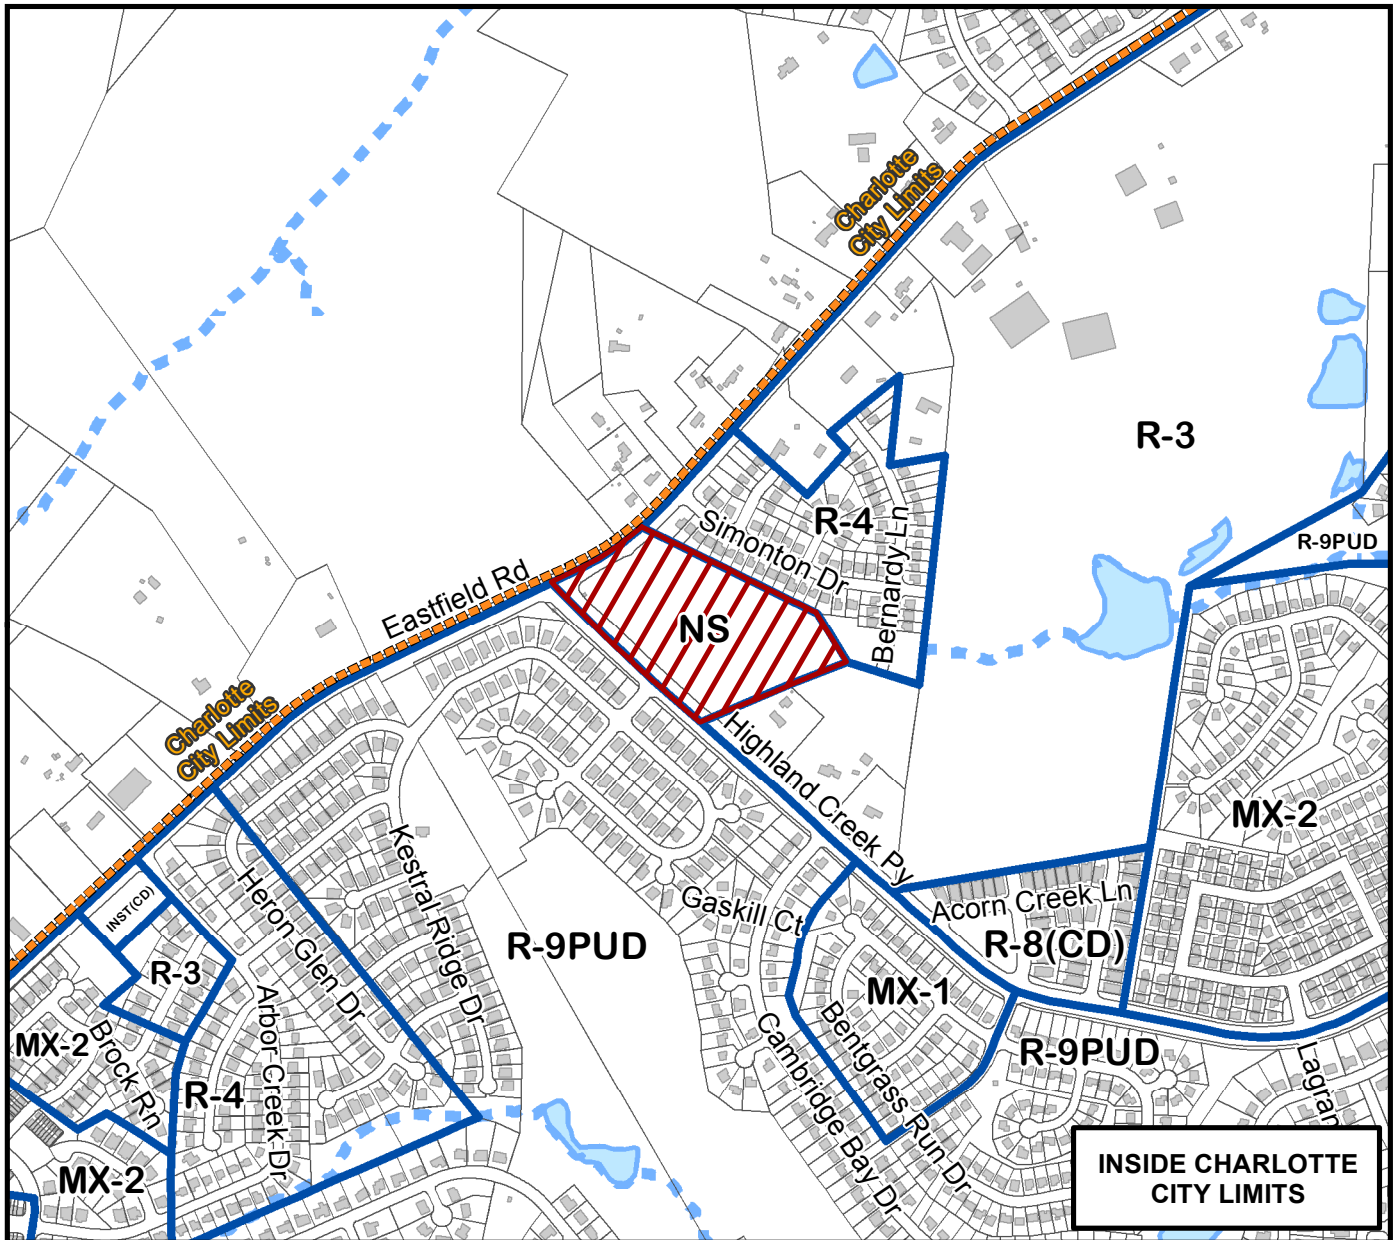 Charlotte
City Limits
R-3
R-9PUD
R-4
Simonton Dr
Bernardy Ln
Eastfield Rd
NS
Charlotte
City Limits
Highland Creek Py
MX-2
Kestral Ridge Dr
Heron Glen Dr
INST(CD)
Gaskill Ct
Acorn Creek Ln
R-8(CD)
R-9PUD
R-3
MX-1
MX-2
Brock Rn
Arbor Creek Dr
R-4
Cambridge Bay Dr
Bentgrass Run Dr
R-9PUD
Lagran
MX-2
INSIDE CHARLOTTE
CITY LIMITS